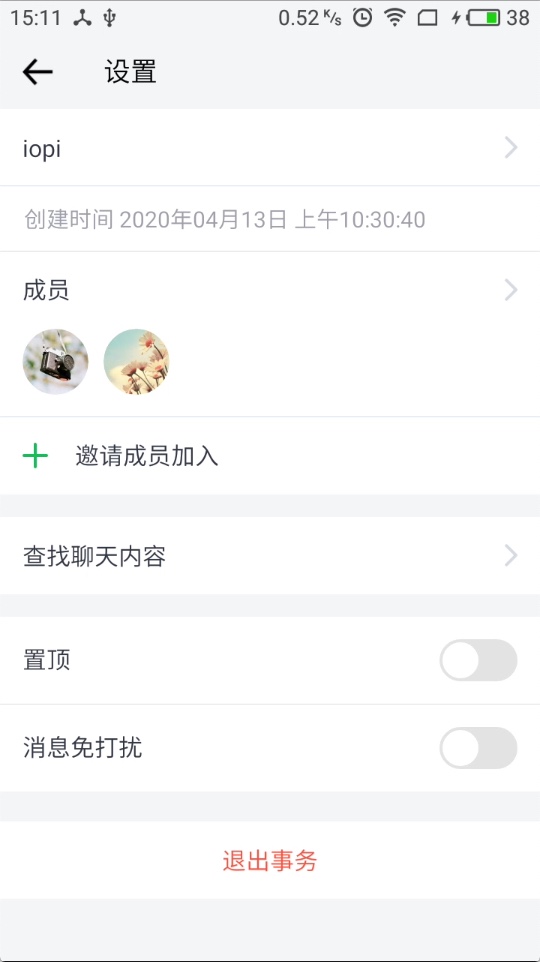 15:11 0.52 K/s 38
设置
iopi
创建时间 2020年04月13日 上午10:30:40
成员
邀请成员加入
查找聊天内容
置顶
消息免打扰
退出事务